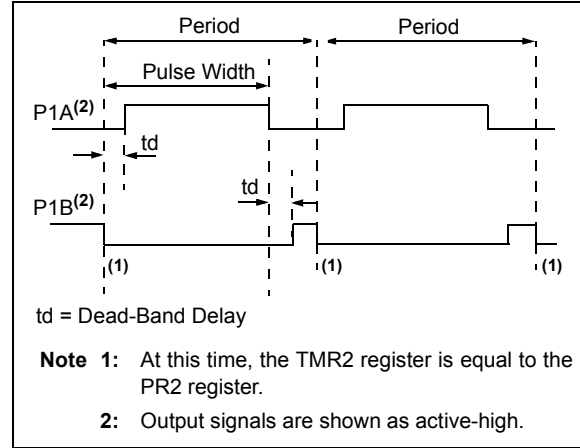 Period Period
Pulse Width
P1A(2)
td
td
P1B(2)
(1) (1) (1)
td = Dead-Band Delay
Note 1: At this time, the TMR2 register is equal to the
PR2 register.
2: Output signals are shown as active-high.